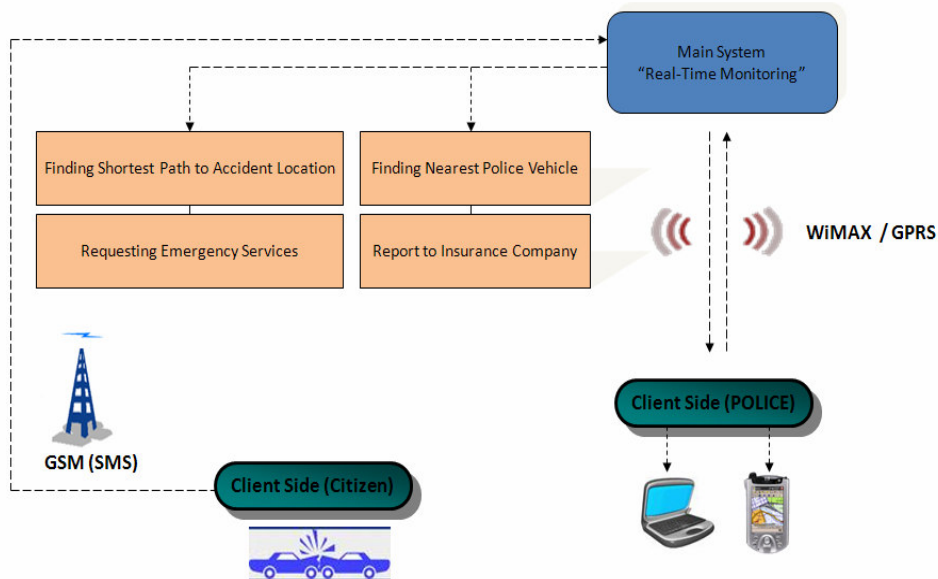 Main System
“Real-Time Monitoring”
Finding Shortest Path to Accident Location
Finding Nearest Police Vehicle
Requesting Emergency Services
Report to Insurance Company
WiMAX / GPRS
Client Side (POLICE)
GSM (SMS)
Client Side (Citizen)